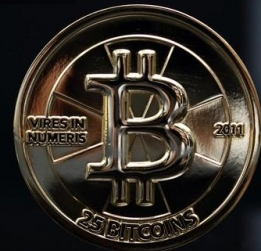 VIRES IN
NUMERIS
2011
25 BITCOINS